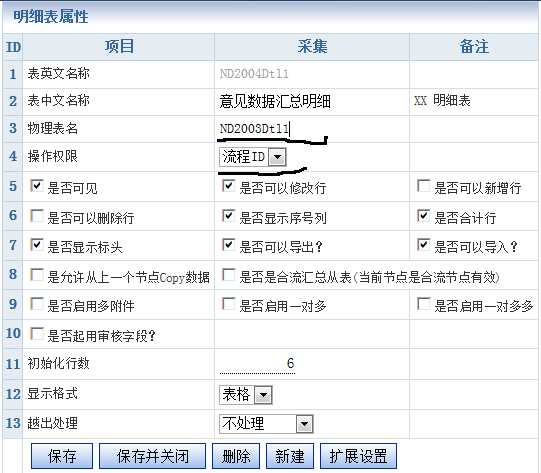 明细表属性
ID 项目 采集 备注
1 表英文名称 ND2004Dtl1
2 表中文名称 意见数据汇总明细 XX 明细表
3 物理表名 ND2003Dtl1
4 操作权限 流程ID
5 是否可见 是否可以修改行 是否可以新增行
6 是否可以删除行 是否显示序号列 是否合计行
7 是否显示标头 是否可以导出? 是否可以导入?
8 是允许从上一个节点Copy数据 是否是合流汇总从表(当前节点是合流节点有效)
9 是否启用多附件 是否启用一对多 是否启用一对多多
10 是否起用审核字段?
11 初始化行数 6
12 显示格式 表格
13 越出处理 不处理
保存 保存并关闭 删除 新建 扩展设置